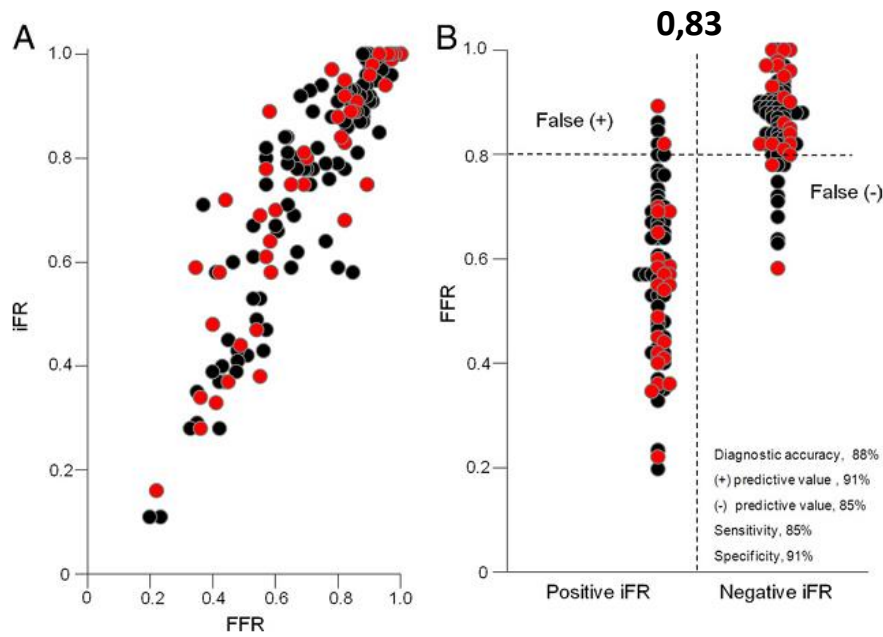 A
1.0
0.8
0.6
0.4
0.2
0
iFR
0
0.2
0.4
0.6
0.8
1.0
FFR
0,83
B
1.0
0.8
0.6
0.4
0.2
0
FFR
False (+)
False (-)
Diagnostic accuracy, 88%
(+) predictive value , 91%
(-) predictive value, 85%
Sensitivity, 85%
Specificity, 91%
Positive iFR
Negative iFR